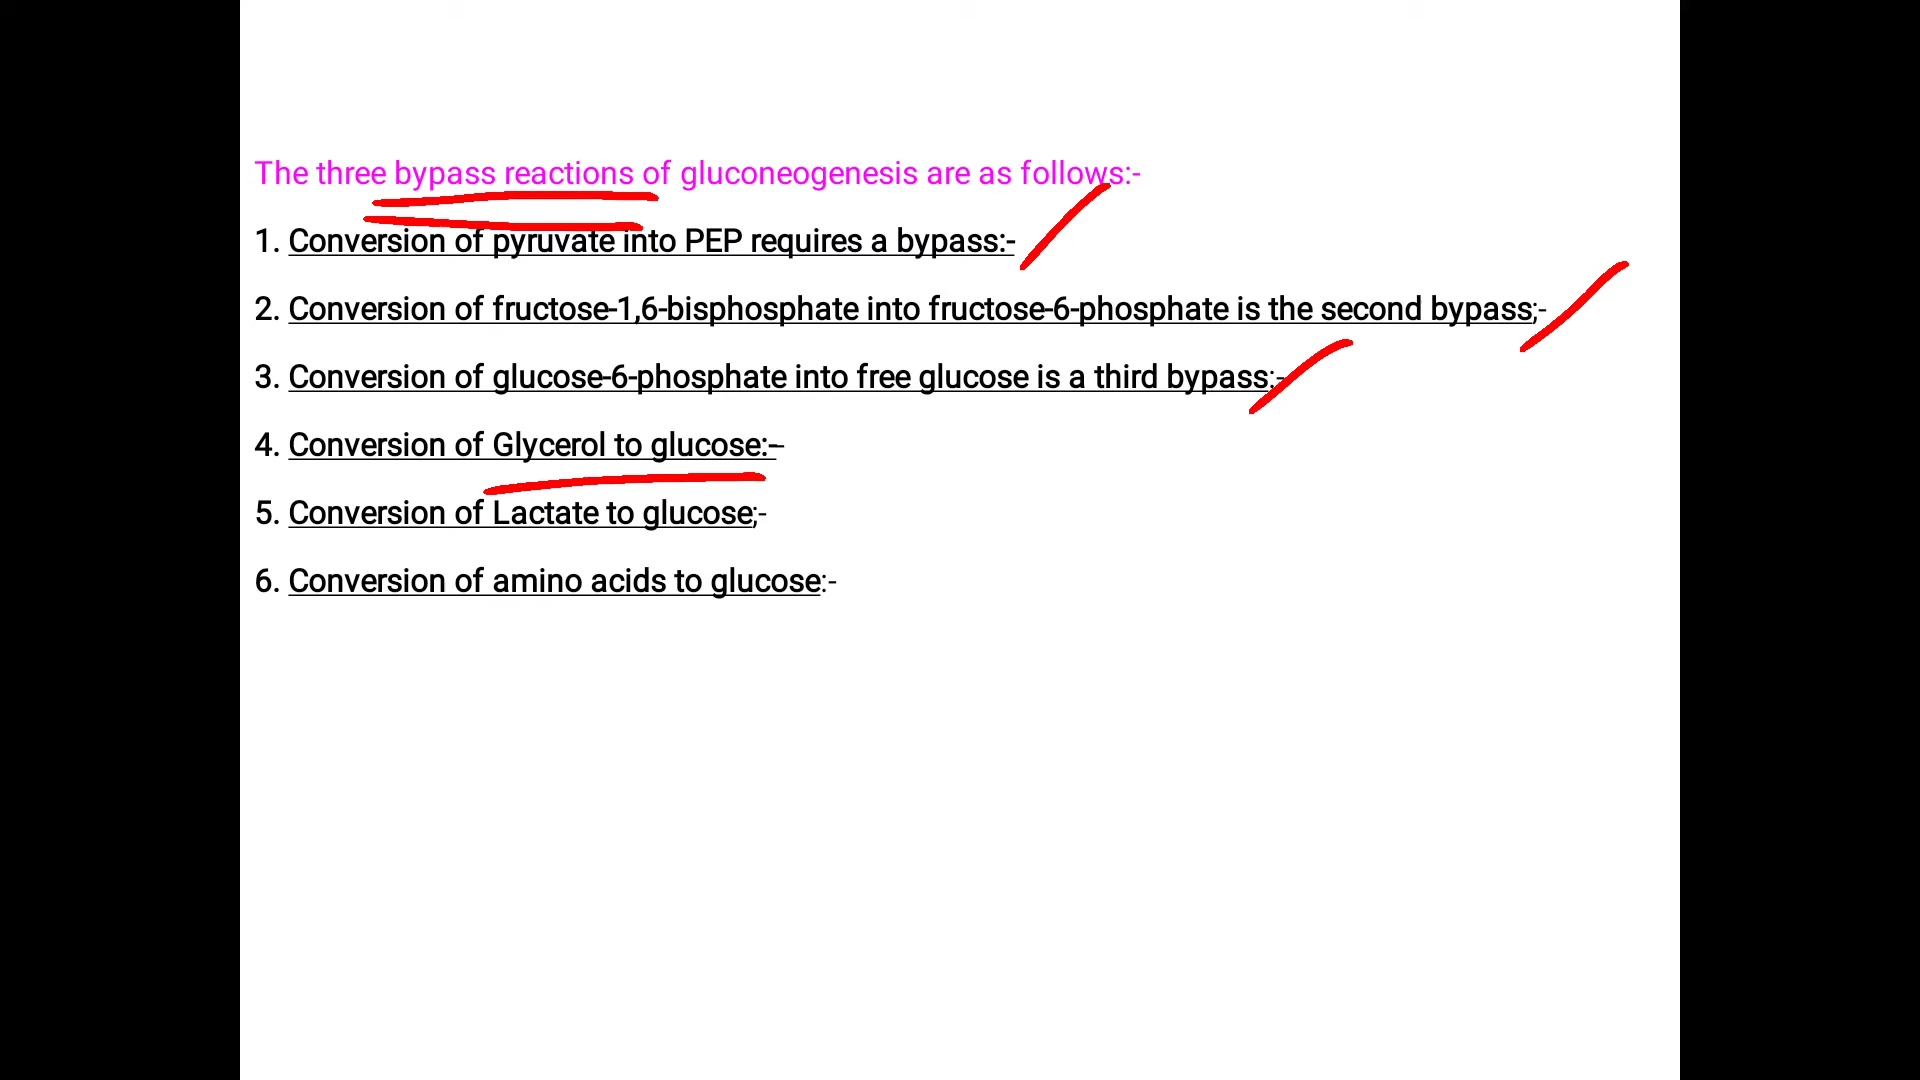 The three bypass reactions of gluconeogenesis are as follows:-
1. Conversion of pyruvate into PEP requires a bypass:-
2. Conversion of fructose-1,6-bisphosphate into fructose-6-phosphate is the second bypass;-
3. Conversion of glucose-6-phosphate into free glucose is a third bypass:-
4. Conversion of Glycerol to glucose:--
5. Conversion of Lactate to glucose;-
6. Conversion of amino acids to glucose:-